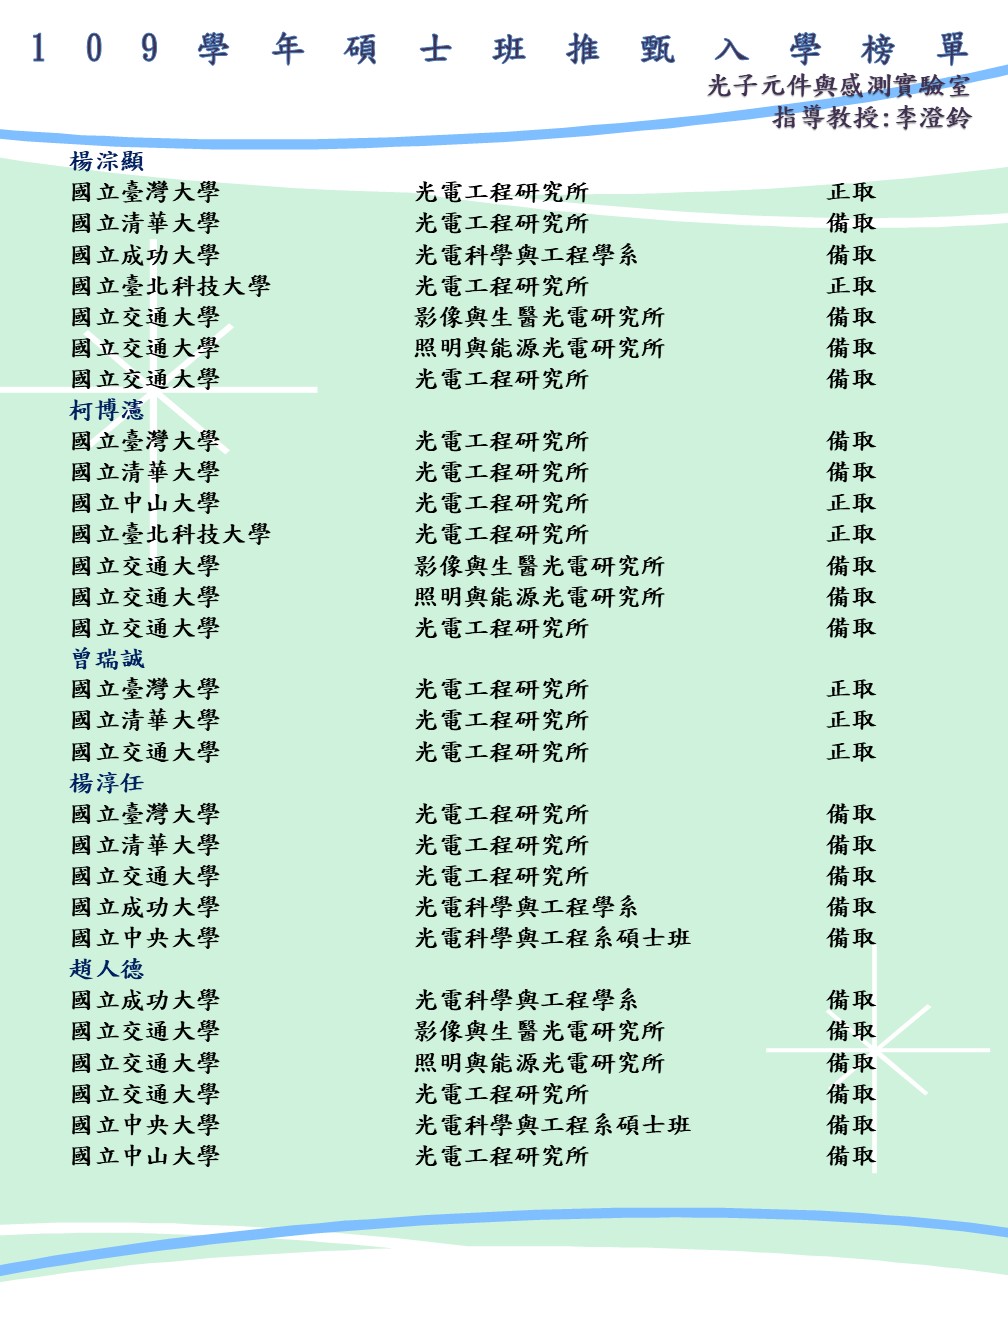 109學年碩士班推甄入學榜單
光子元件與感測實驗室
指導教授:李澄鈴
楊淙顯
國立臺灣大學 光電工程研究所 正取
國立清華大學 光電工程研究所 備取
國立成功大學 光電科學與工程學系 備取
國立臺北科技大學 光電工程研究所 正取
國立交通大學 影像與生醫光電研究所 備取
國立交通大學 照明與能源光電研究所 備取
國立交通大學 光電工程研究所 備取
柯博濜
國立臺灣大學 光電工程研究所 備取
國立清華大學 光電工程研究所 備取
國立中山大學 光電工程研究所 正取
國立臺北科技大學 光電工程研究所 正取
國立交通大學 影像與生醫光電研究所 備取
國立交通大學 照明與能源光電研究所 備取
國立交通大學 光電工程研究所 備取
曾瑞誠
國立臺灣大學 光電工程研究所 正取
國立清華大學 光電工程研究所 正取
國立交通大學 光電工程研究所 正取
楊淳任
國立臺灣大學 光電工程研究所 備取
國立清華大學 光電工程研究所 備取
國立交通大學 光電工程研究所 備取
國立成功大學 光電科學與工程學系 備取
國立中央大學 光電科學與工程系碩士班 備取
趙人德
國立成功大學 光電科學與工程學系 備取
國立交通大學 影像與生醫光電研究所 備取
國立交通大學 照明與能源光電研究所 備取
國立交通大學 光電工程研究所 備取
國立中央大學 光電科學與工程系碩士班 備取
國立中山大學 光電工程研究所 備取